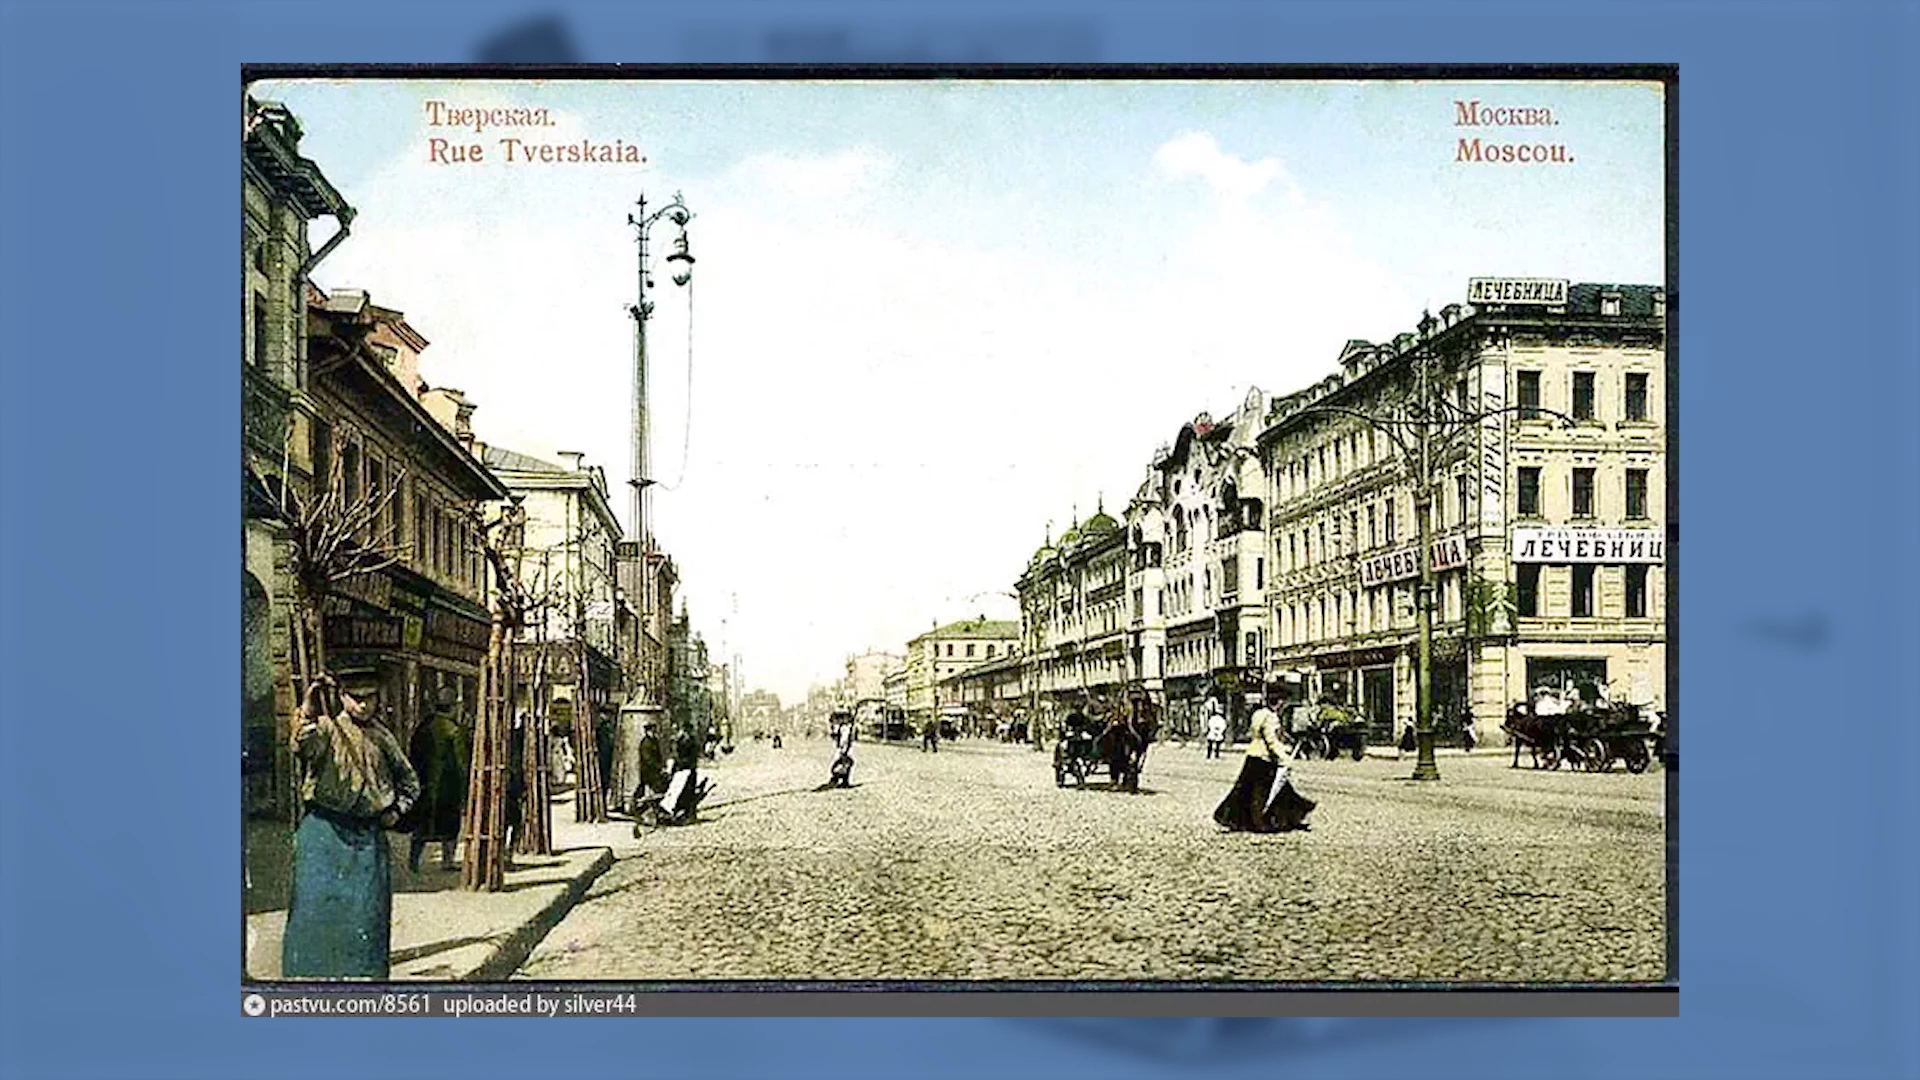 Тверская.
Rue Tverskaia.
Москва.
Moscou.
ЛЕЧЕБНИЦА
ЗЕРКАЛА
ЛЕЧЕБНИЦ
ЛЕЧЕБНИЦА
pastvu.com/8561 uploaded by silver44